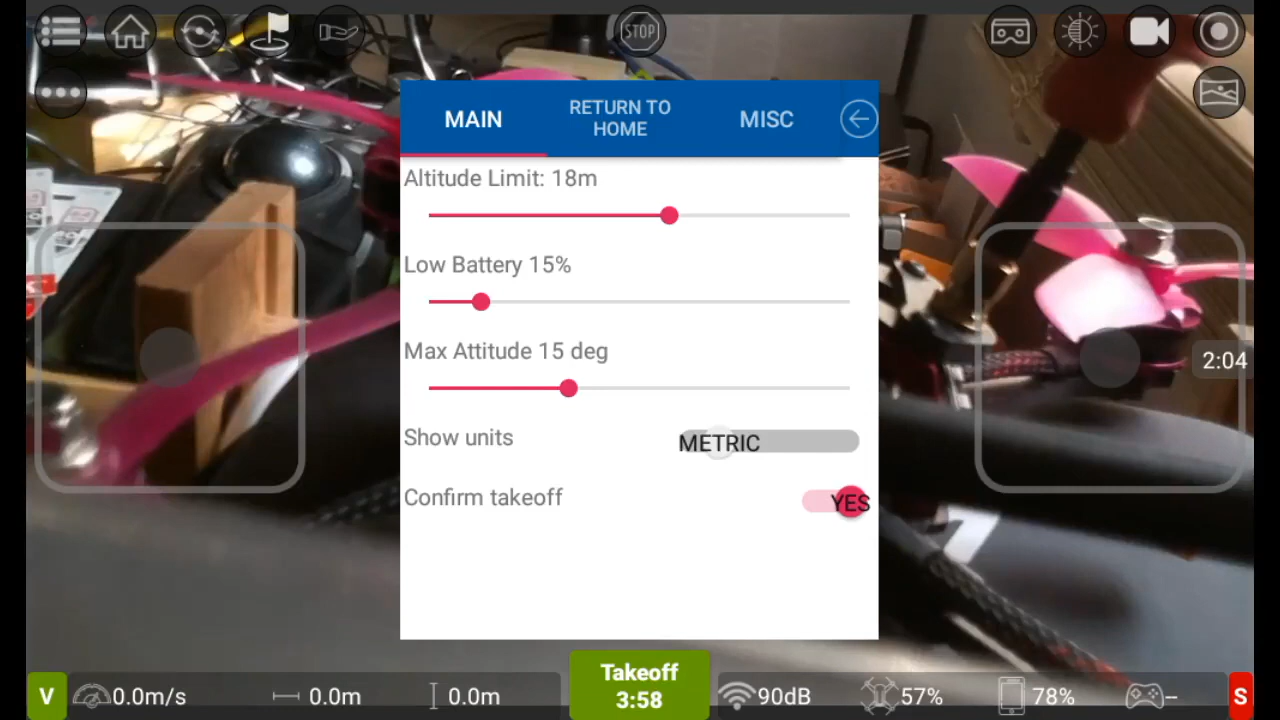 STOP
MAIN
RETURN TO
HOME
MISC
Altitude Limit: 18m
Low Battery 15%
Max Attitude 15 deg
2:04
Show units
METRIC
Confirm takeoff
YES
V
0.0m/s
0.0m
0.0m
Takeoff
3:58
90dB
57%
78%
--
S